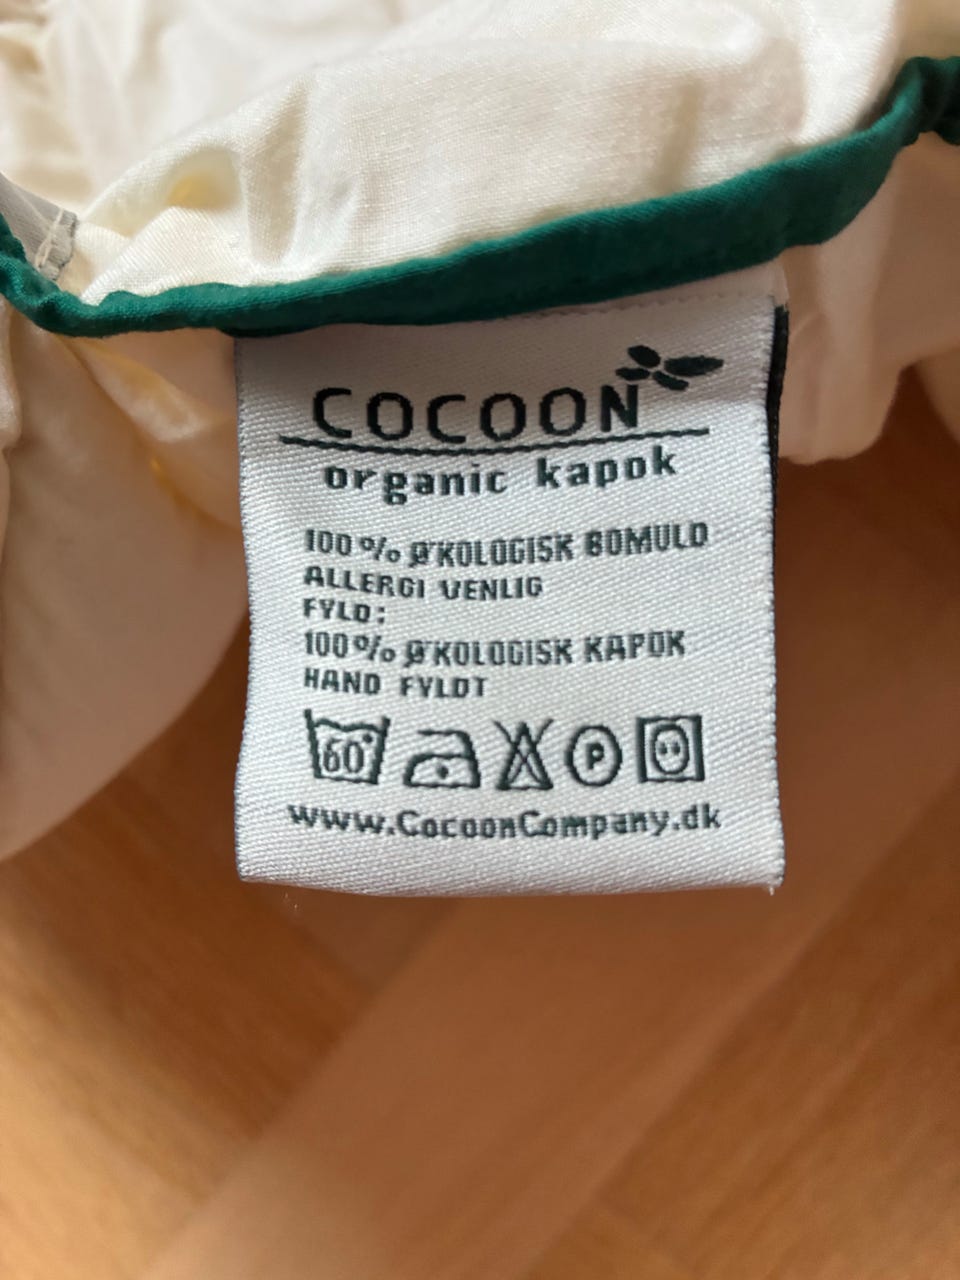 COCOON
organic kapok
100% ØKOLOGISK BOMULD
ALLERGI VENLIG
FYLD:
100% ØKOLOGISK KAPOK
HAND FYLDT
60° P
www.CocoonCompany.dk